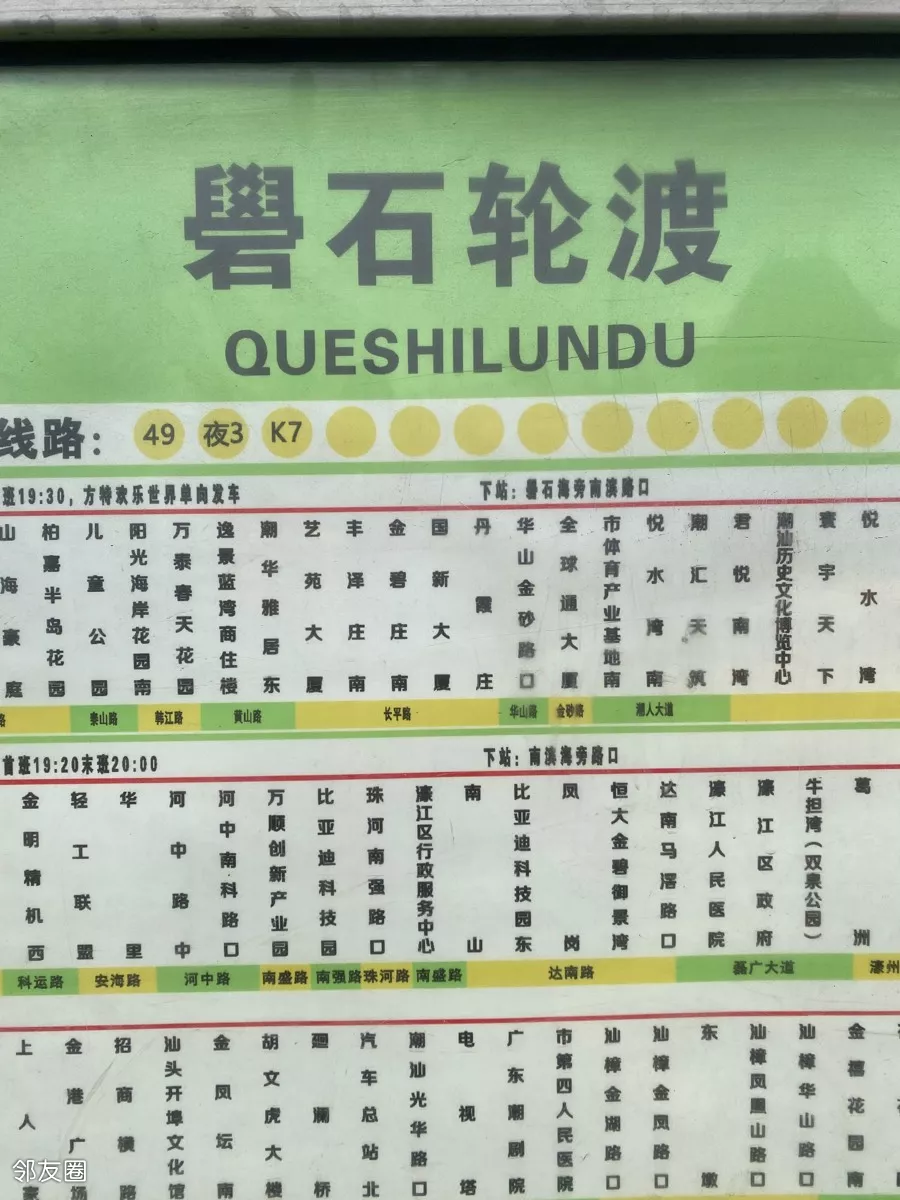 礐石轮渡
QUESHILUNDU
线路： 49 夜3 K7
班19:30，方特欢乐世界单向发车 下站：礐石海旁南滨路口
山海豪庭
柏嘉半岛花园
儿童公园
阳光海岸花园南
万泰春天花园
逸景蓝湾商住楼
潮华雅居东
艺苑大厦
丰泽庄南
金碧庄南
国新大厦
丹霞庄
华山金砂路口
全球通大厦
市体育产业基地南
悦水湾南
潮汇天筑
君悦南湾
潮汕历史文化博览中心
寰宇天下
悦水湾
路 泰山路 韩江路 黄山路 长平路 华山路 金砂路 潮人大道
首班19:20末班20:00 下站：南滨海旁路口
金明精机西
轻工联盟
华里
河中路中
河中南科路口
万顺创新产业园
比亚迪科技园
珠河南强路口
濠江区行政服务中心
南山
比亚迪科技园东
凤岗
恒大金碧御景湾
达南马滘路口
濠江人民医院
濠江区政府
牛担湾（双泉公园）
葛洲
科运路 安海路 河中路 南盛路 南强路 珠河路 南盛路 达南路 磊广大道 濠州
上人家
金港广场
招商横路
汕头开埠文化馆
金凤坛南
胡文虎大楼
乪澜桥
汽车总站北
潮汕光华路口
电视塔
广东潮剧院
市第四人民医院
汕樟金湖路口
汕樟金凤路口
东墩
汕樟凤凰山路口
汕樟华山路口
金禧花园南
邻友圈